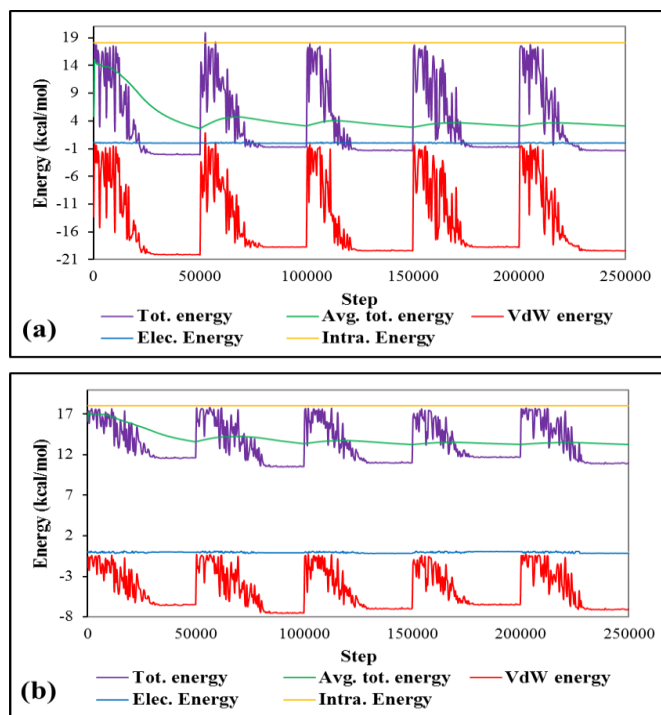 19
14
9
4
-1
-6
-11
-16
-21
Energy (kcal/mol)
0 50000 100000 150000 200000 250000
Step
Tot. energy Avg. tot. energy VdW energy
Elec. Energy Intra. Energy
(a)
17
12
7
2
-3
-8
Energy (kcal/mol)
0 50000 100000 150000 200000 250000
Step
Tot. energy Avg. tot. energy VdW energy
Elec. Energy Intra. Energy
(b)